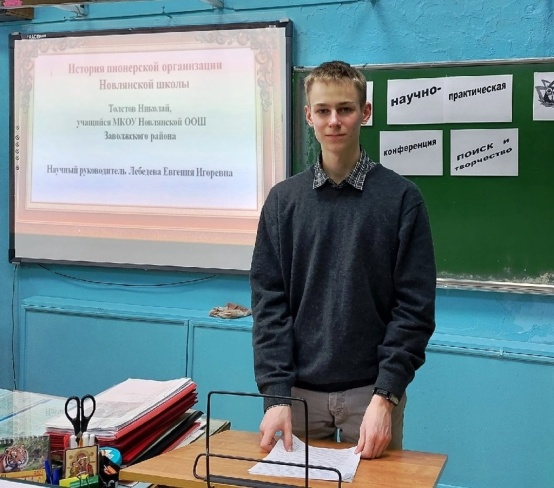 История пионерской организации
Новлянской школы
Толстов Николай,
учащийся МКОУ Новлянской ООШ
Заволжского района
Научный руководитель Лебедева Евгения Игоревна
научно-
практическая
конференция
поиск и
творчество